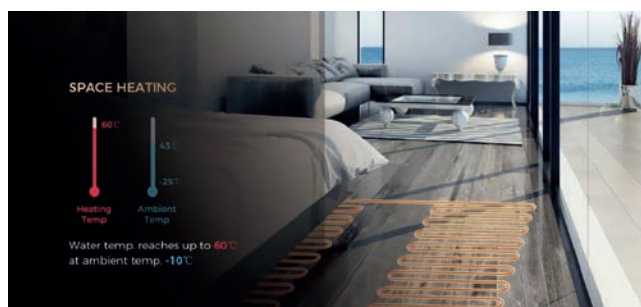 SPACE HEATING
60℃
43℃
-25℃
Heating
Temp
Ambient
Temp
Water temp. reaches up to 60℃
at ambient temp. -10℃